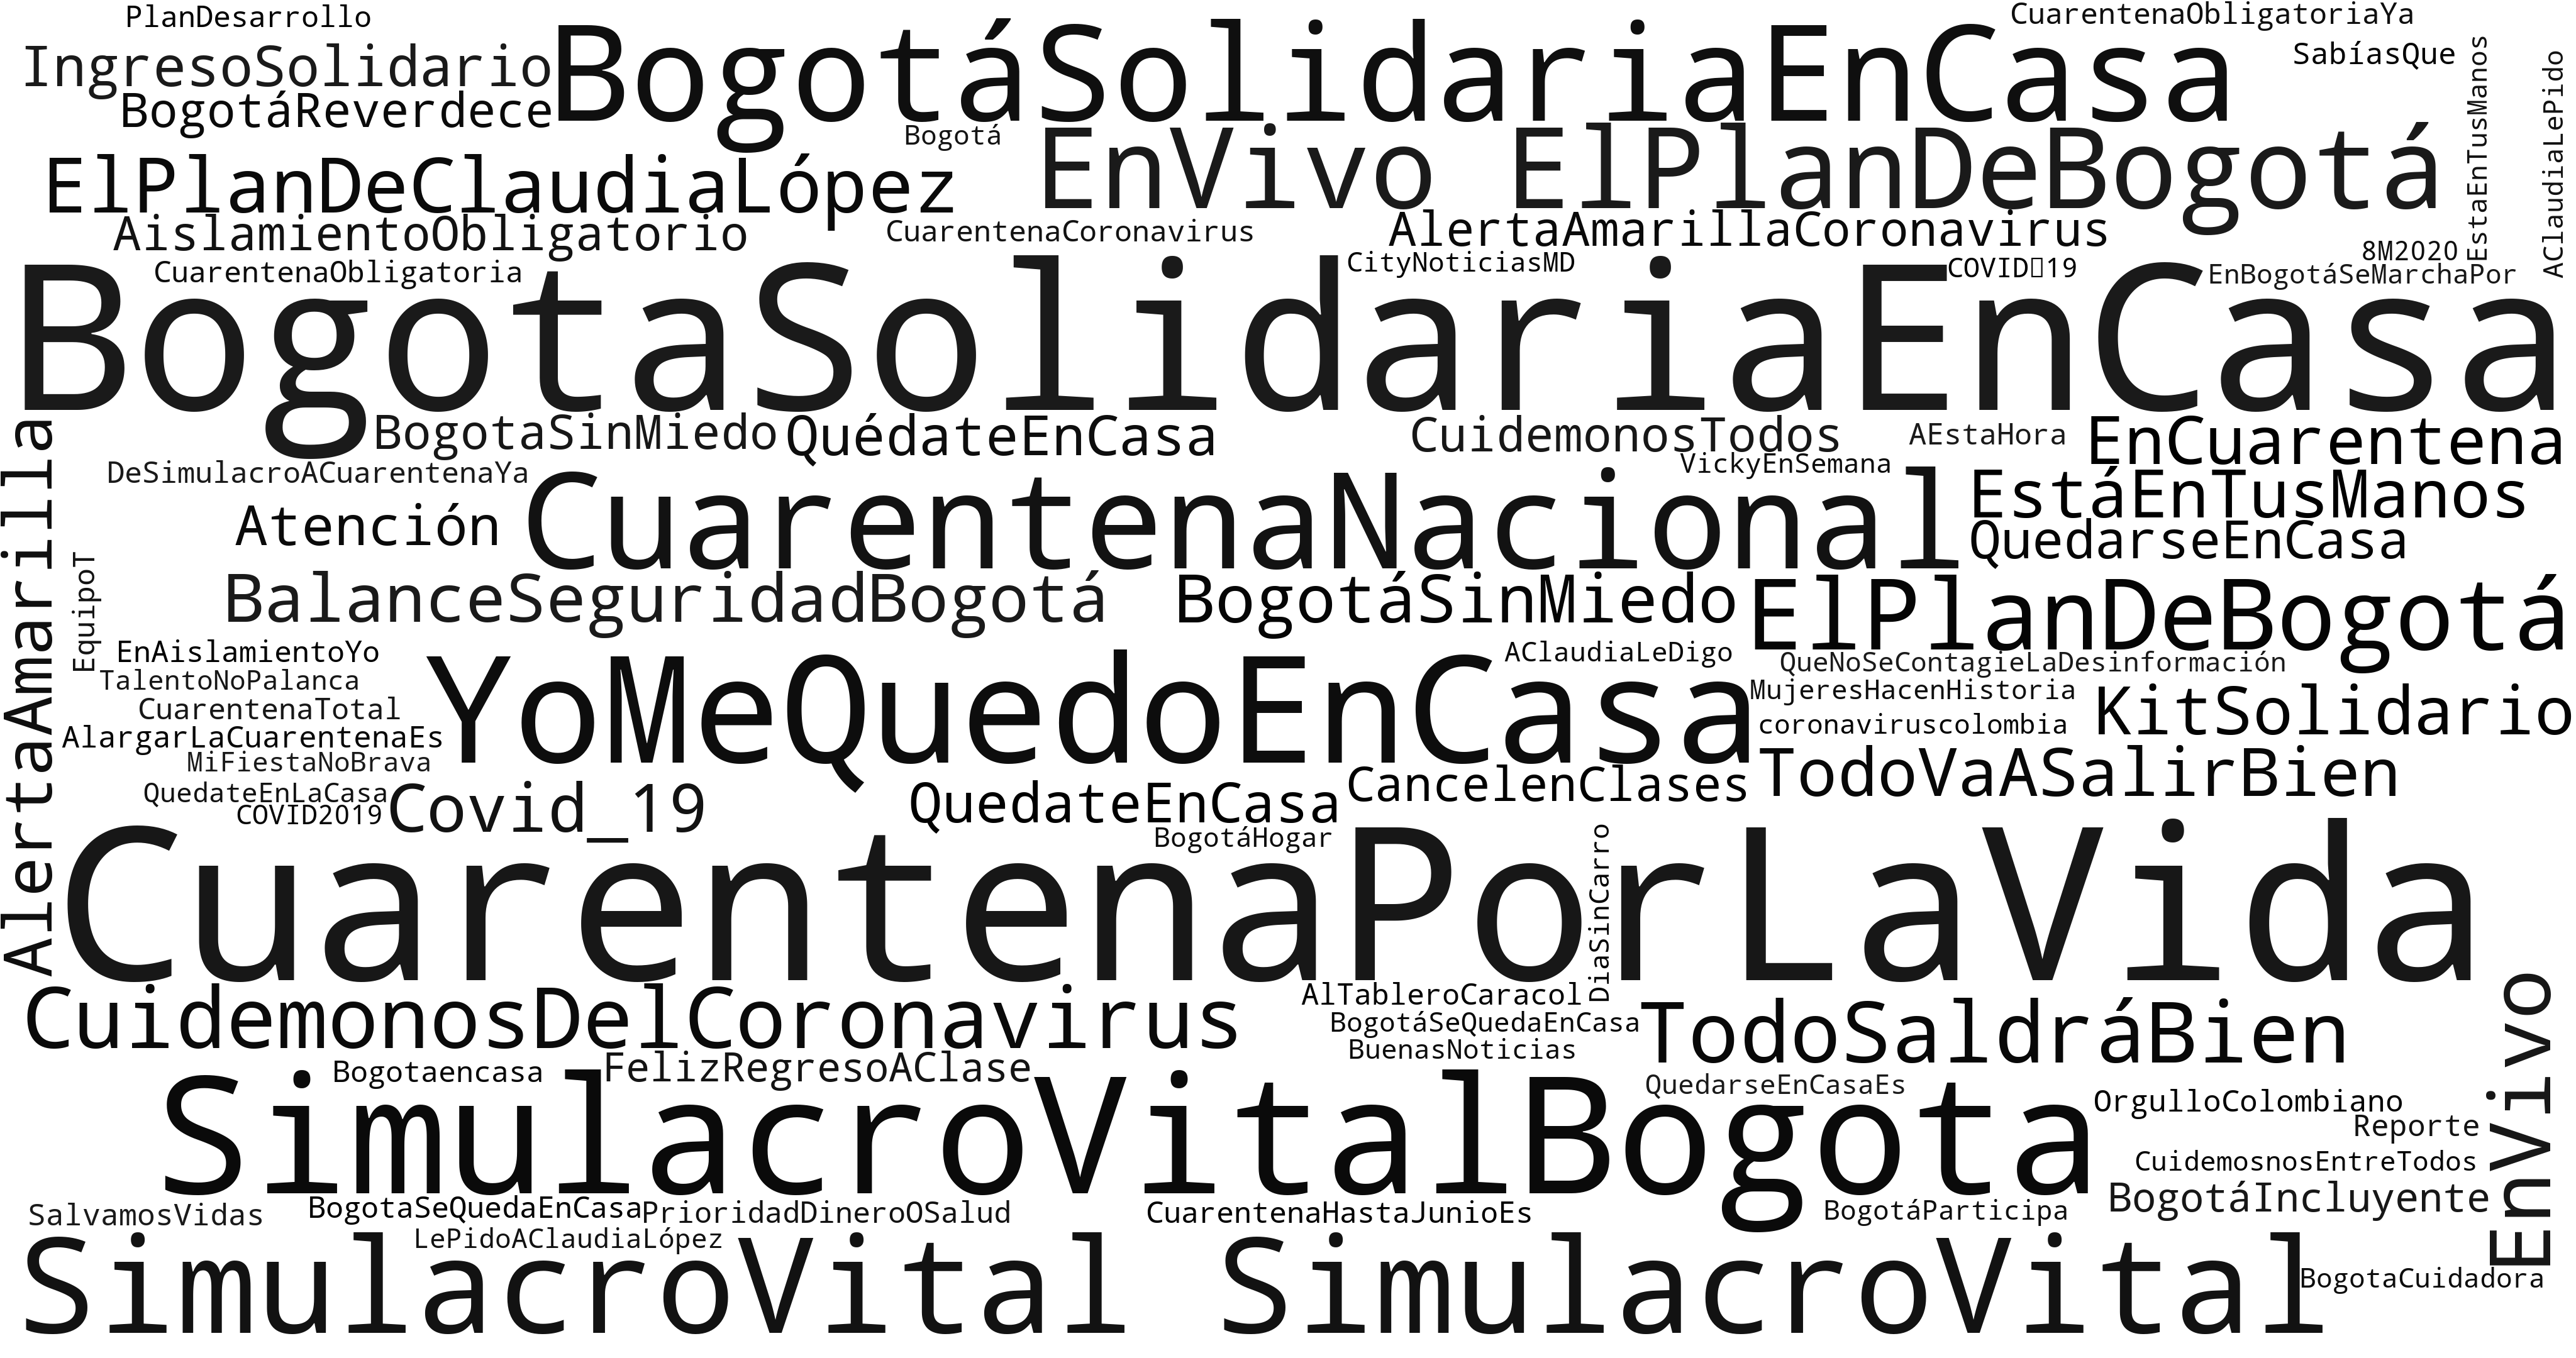 PlanDesarrollo
CuarentenaObligatoriaYa
IngresoSolidario
BogotáSolidariaEnCasa
SabíasQue
EstaEnTusManos
AClaudiaLePido
BogotáReverdece
Bogotá
EnVivo ElPlanDeBogotá
ElPlanDeClaudiaLópez
AislamientoObligatorio
CuarentenaCoronavirus
AlertaAmarillaCoronavirus
8M2020
CuarentenaObligatoria
CityNoticiasMD
COVID▯19
EnBogotáSeMarchaPor
BogotaSolidariaEnCasa
AlertaAmarilla
BogotaSinMiedo
QuédateEnCasa
CuidemonosTodos
AEstaHora
EnCuarentena
DeSimulacroACuarentenaYa
VickyEnSemana
Atención
CuarentenaNacional
EstáEnTusManos
QuedarseEnCasa
EquipoT
BalanceSeguridadBogotá
BogotáSinMiedo
ElPlanDeBogotá
EnAislamientoYo
AClaudiaLeDigo
QueNoSeContagieLaDesinformación
TalentoNoPalanca
YoMeQuedoEnCasa
MujeresHacenHistoria
CuarentenaTotal
coronaviruscolombia
KitSolidario
AlargarLaCuarentenaEs
MiFiestaNoBrava
TodoVaASalirBien
QuedateEnLaCasa
Covid_19
QuedateEnCasa
CancelenClases
COVID2019
BogotáHogar
DiaSinCarro
CuarentenaPorLaVida
CuidemonosDelCoronavirus
AlTableroCaracol
BogotáSeQuedaEnCasa
TodoSaldráBien
EnVivo
BuenasNoticias
Bogotaencasa
FelizRegresoAClase
QuedarseEnCasaEs
SimulacroVitalBogota
OrgulloColombiano
Reporte
CuidemosnosEntreTodos
BogotáIncluyente
SalvamosVidas
BogotaSeQuedaEnCasa
PrioridadDineroOSalud
CuarentenaHastaJunioEs
BogotáParticipa
LePidoAClaudiaLópez
SimulacroVital SimulacroVital
BogotaCuidadora